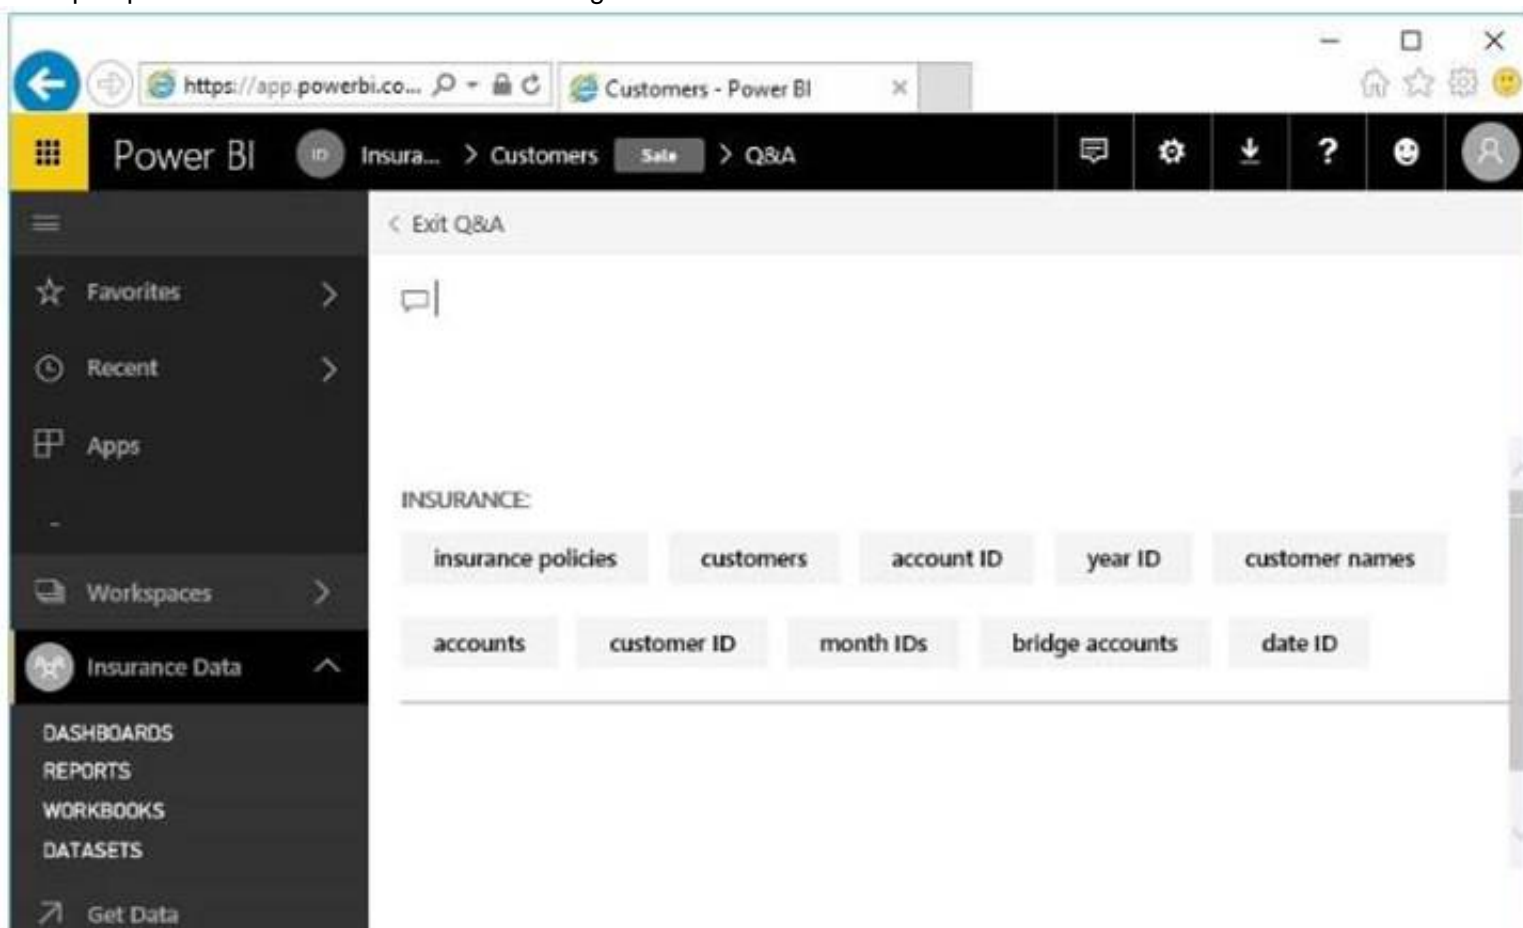 https://app.powerbi.co... Customers - Power BI
Power BI ID Insura... > Customers Sale > Q&A
< Exit Q&A
Favorites
Recent
Apps
INSURANCE:
insurance policies customers account ID year ID customer names
accounts customer ID month IDs bridge accounts date ID
Workspaces
Insurance Data
DASHBOARDS
REPORTS
WORKBOOKS
DATASETS
Get Data